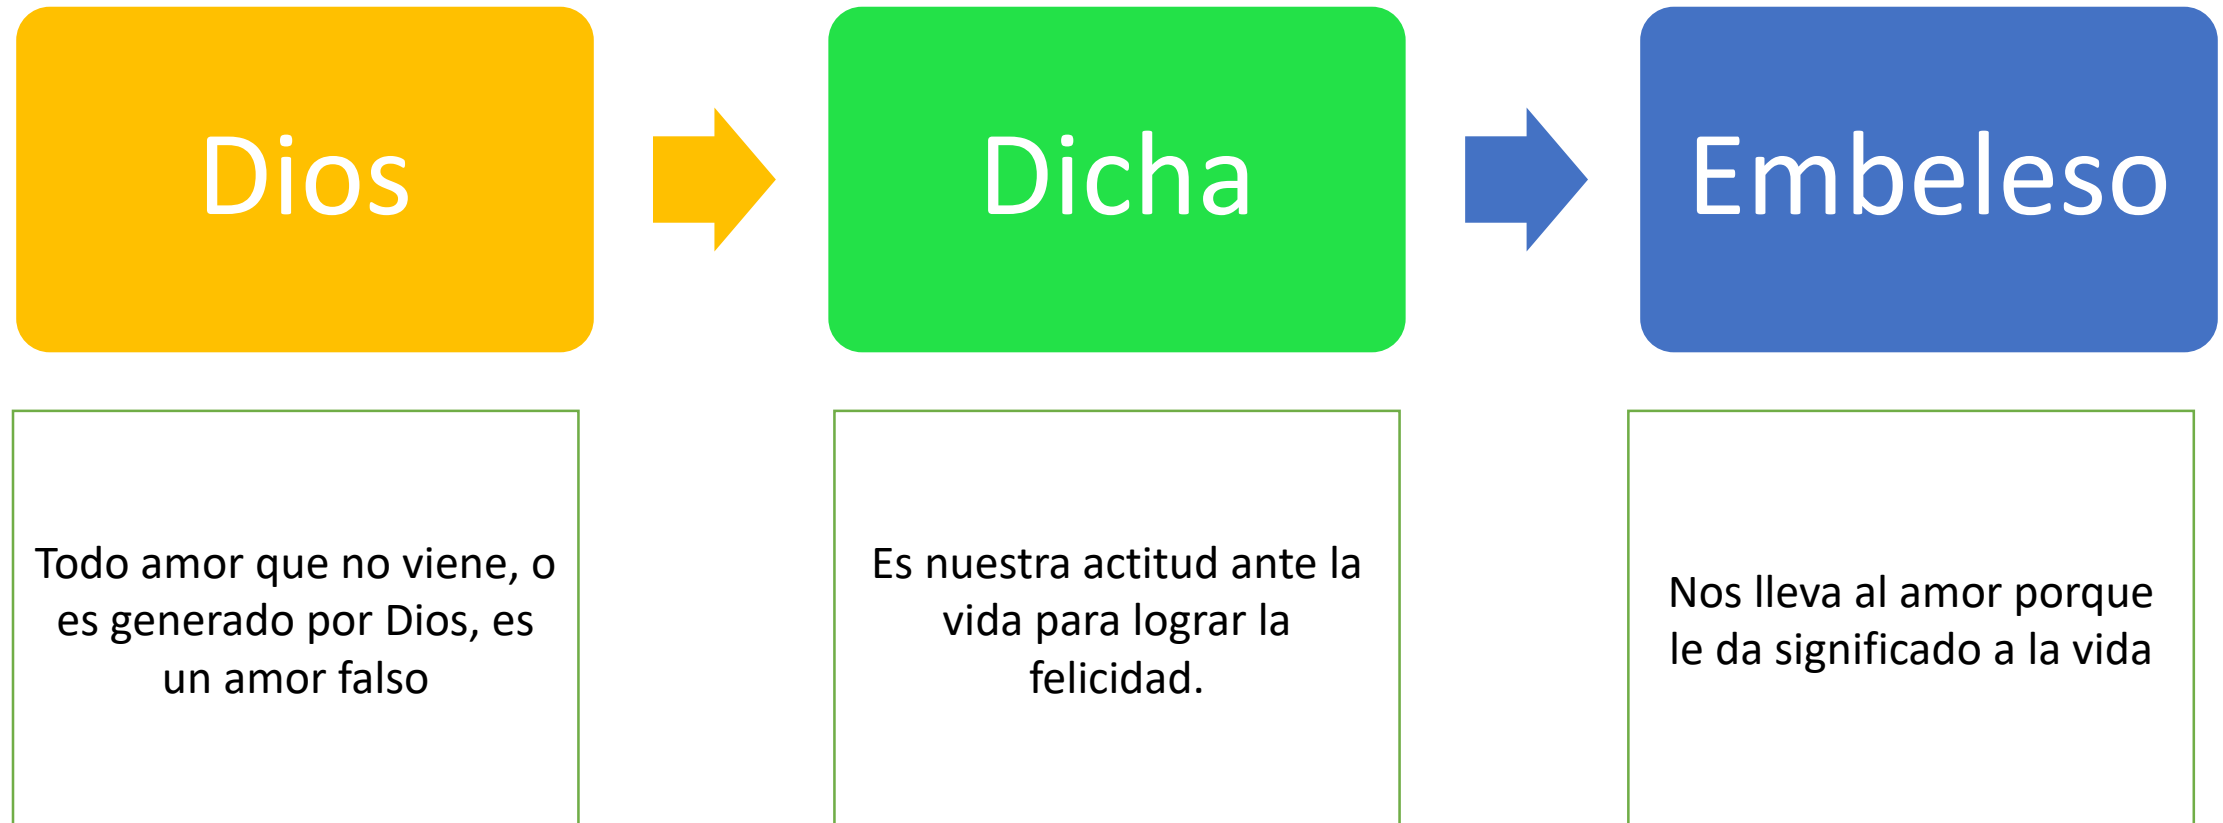 Dios
Dicha
Embeleso
Todo amor que no viene, o
es generado por Dios, es
un amor falso
Es nuestra actitud ante la
vida para lograr la
felicidad.
Nos lleva al amor porque
le da significado a la vida